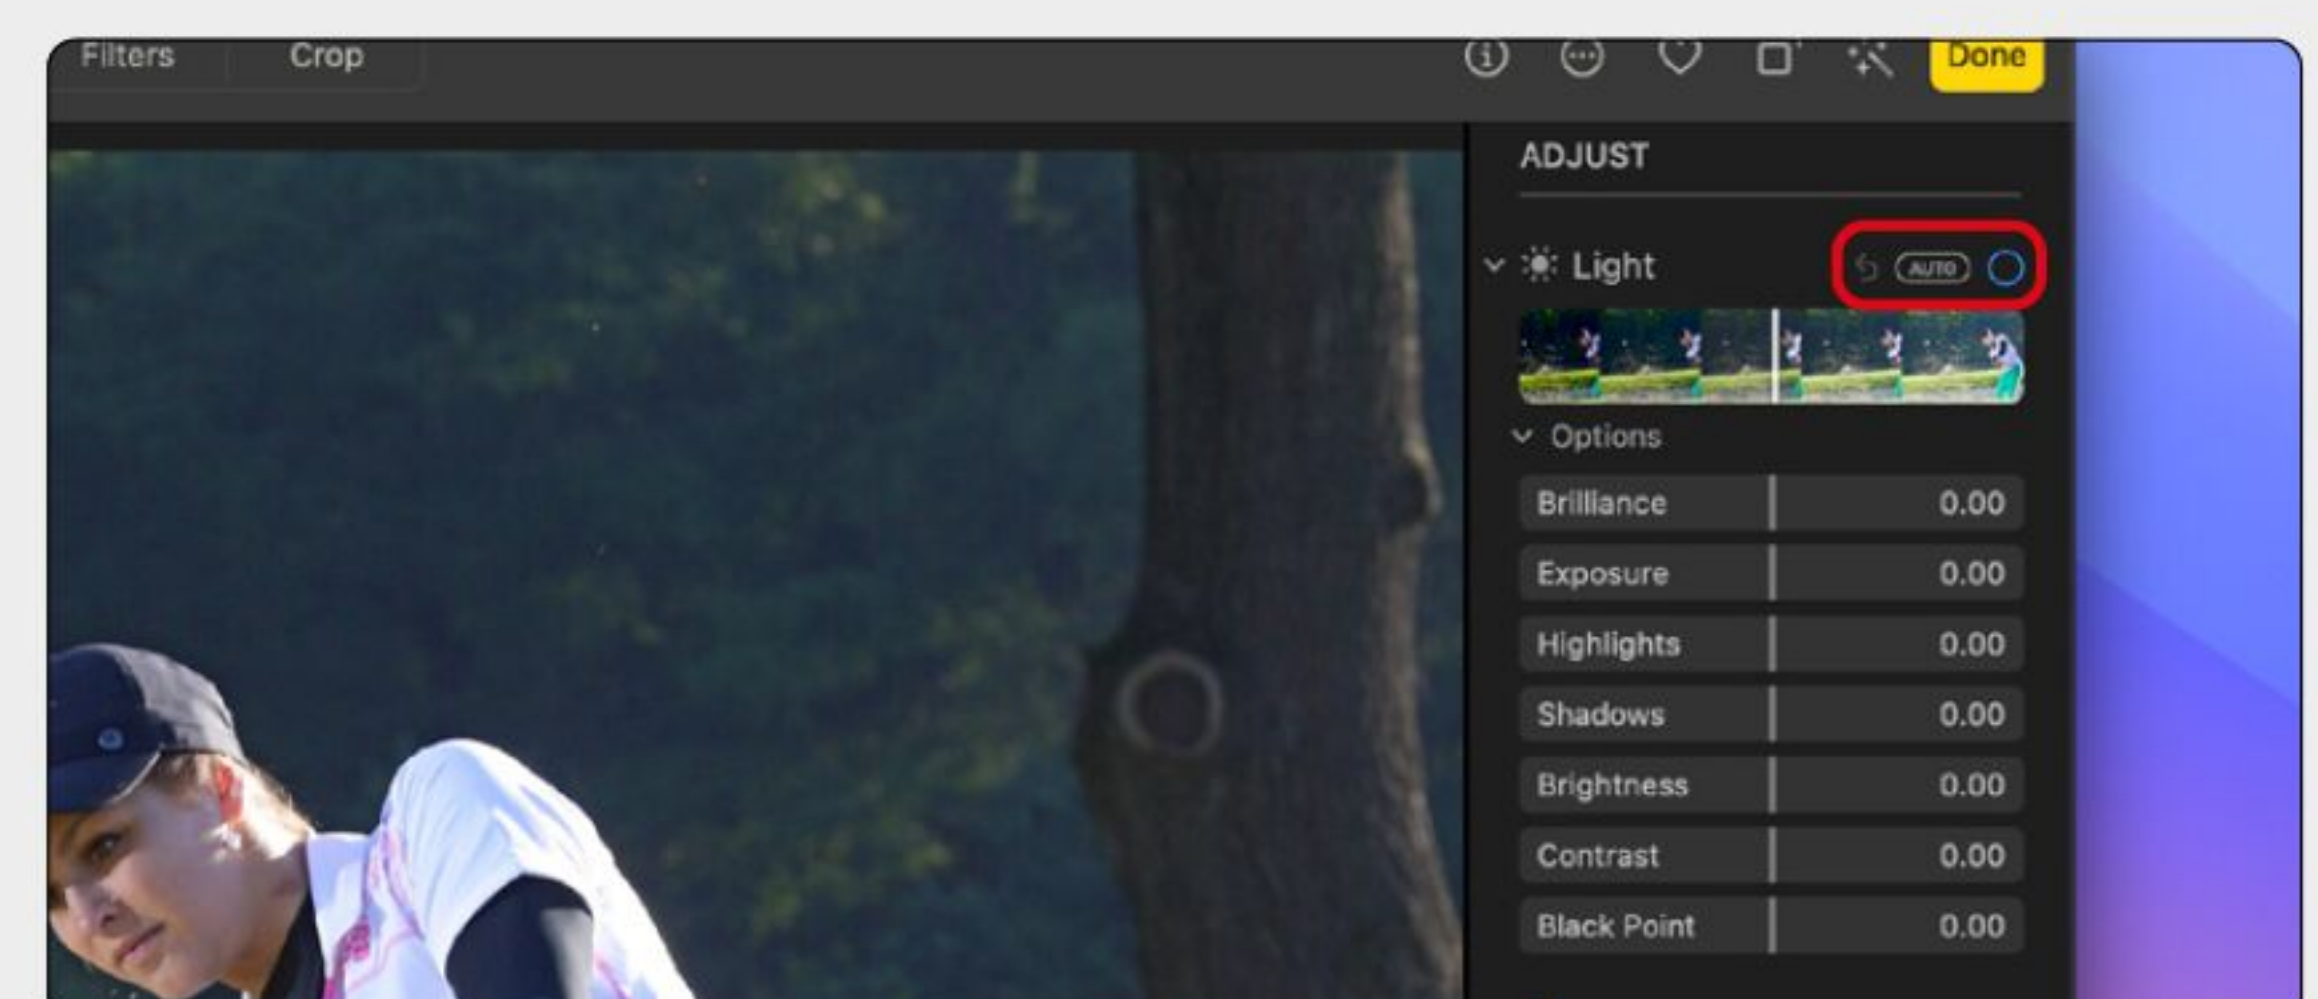 Filters Crop Done
ADJUST
Light AUTO
Options
Brilliance 0.00
Exposure 0.00
Highlights 0.00
Shadows 0.00
Brightness 0.00
Contrast 0.00
Black Point 0.00